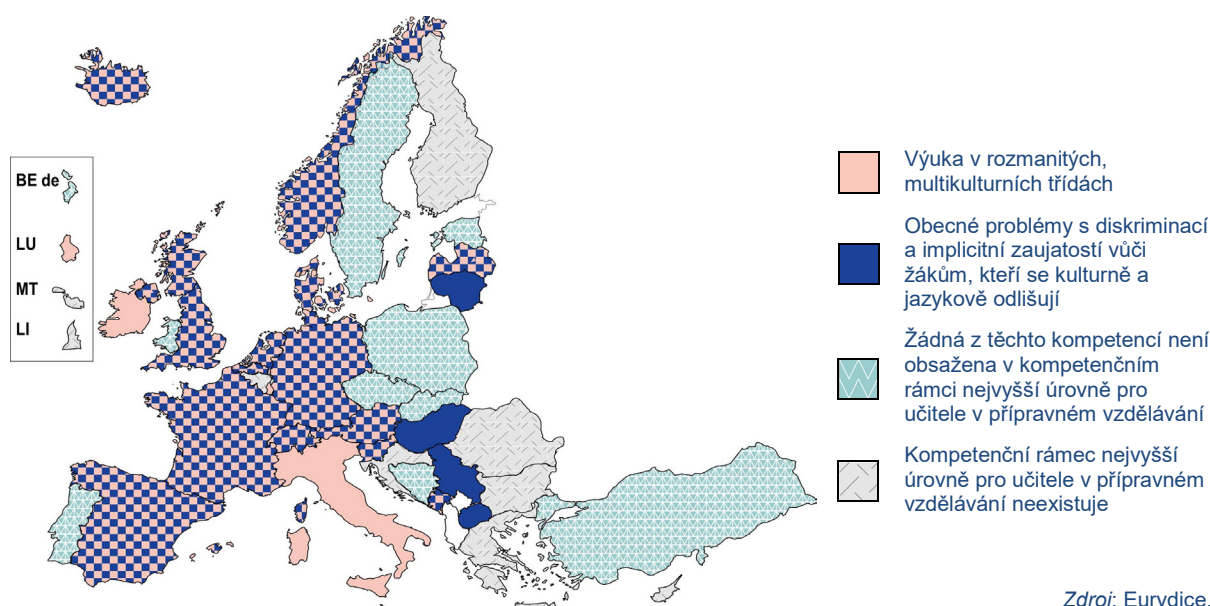 BE de
LU
MT
LI
Výuka v rozmanitých,
multikulturních třídách
Obecné problémy s diskriminací
a implicitní zaujatostí vůči
žákům, kteří se kulturně a
jazykově odlišují
Žádná z těchto kompetencí není
obsažena v kompetenčním
rámci nejvyšší úrovně pro
učitele v přípravném vzdělávání
Kompetenční rámec nejvyšší
úrovně pro učitele v přípravném
vzdělávání neexistuje
Zdroj: Eurydice.